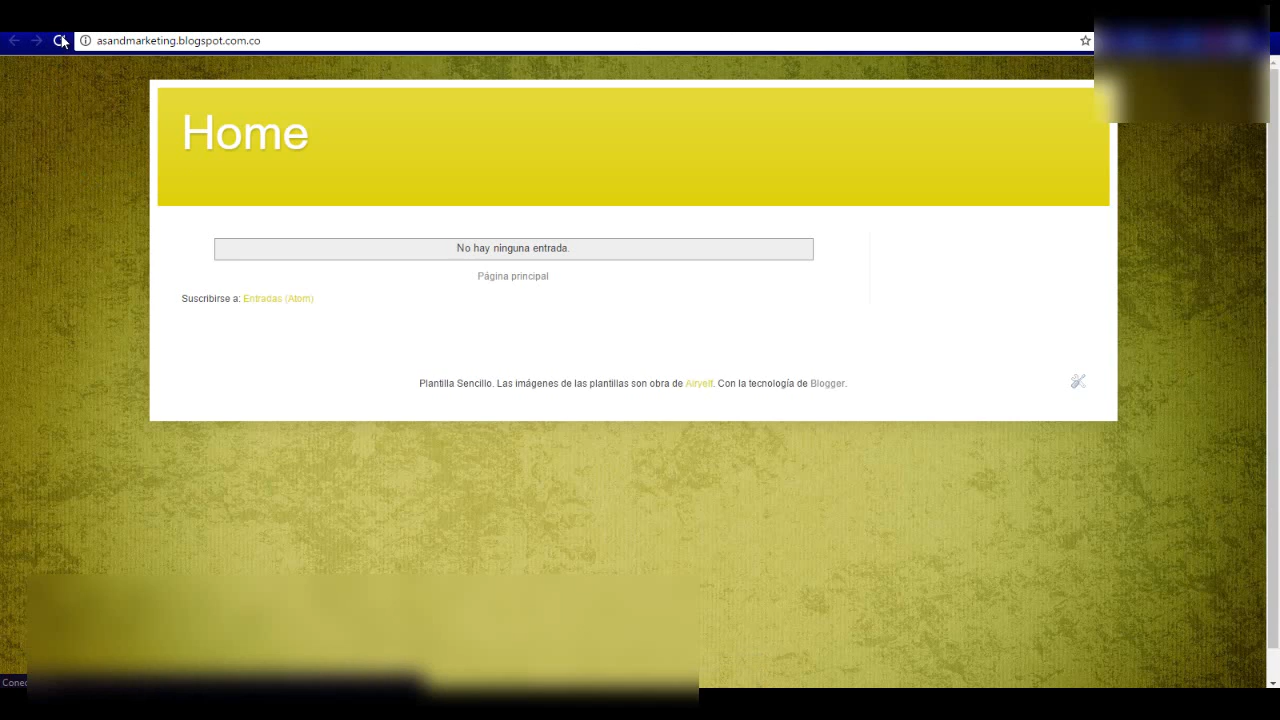 asandmarketing.blogspot.com.co
Home
No hay ninguna entrada.
Página principal
Suscribirse a: Entradas (Atom)
Plantilla Sencillo. Las imágenes de las plantillas son obra de Airyelf. Con la tecnología de Blogger.